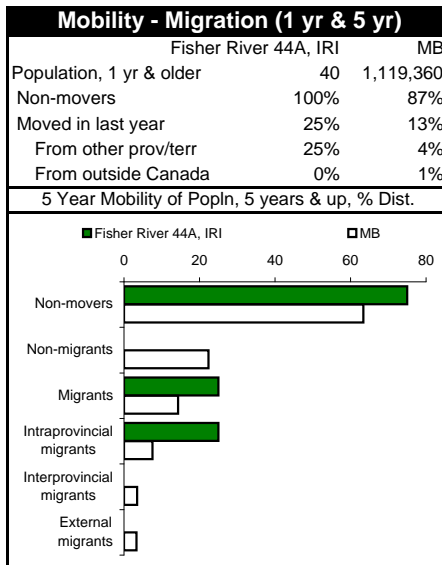 Mobility - Migration (1 yr & 5 yr)
Fisher River 44A, IRI MB
Population, 1 yr & older 40 1,119,360
Non-movers 100% 87%
Moved in last year 25% 13%
From other prov/terr 25% 4%
From outside Canada 0% 1%
5 Year Mobility of Popln, 5 years & up, % Dist.
Fisher River 44A, IRI MB
0 20 40 60 80
Non-movers
Non-migrants
Migrants
Intraprovincial
migrants
Interprovincial
migrants
External
migrants